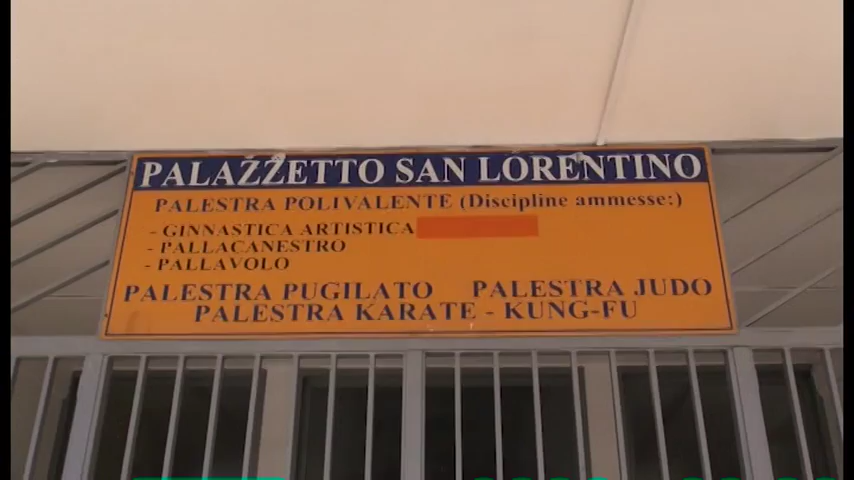 PALAZZETTO SAN LORENTINO
PALESTRA POLIVALENTE (Discipline ammesse:)
- GINNASTICA ARTISTICA
- PALLACANESTRO
- PALLAVOLO
PALESTRA PUGILATO PALESTRA JUDO
PALESTRA KARATE - KUNG-FU